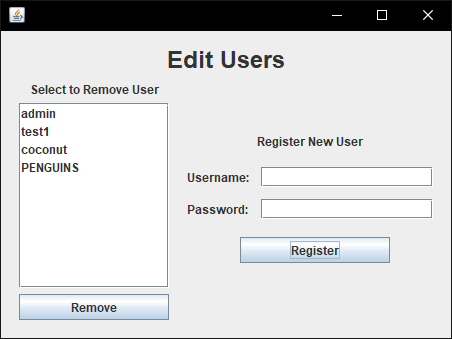 Edit Users
Select to Remove User
admin
test1
coconut
PENGUINS
Remove
Register New User
Username:
Password:
Register